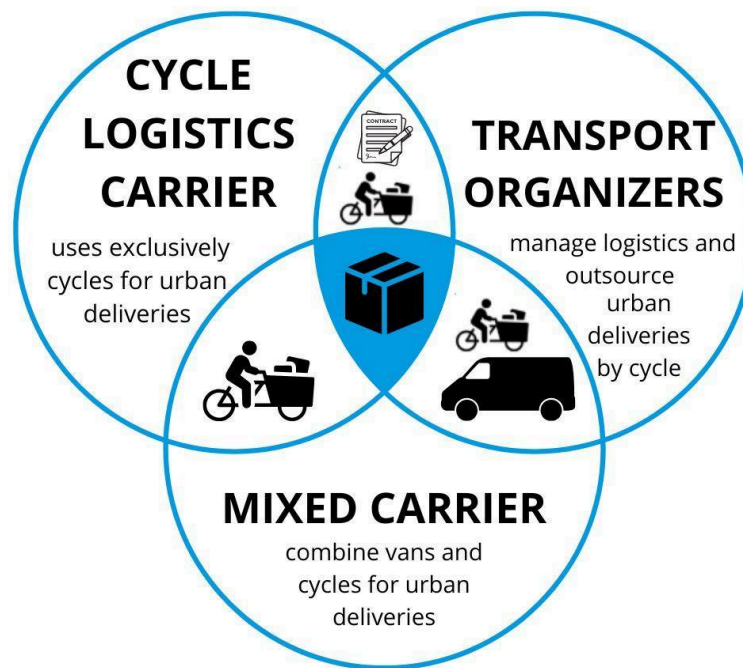 CYCLE
LOGISTICS
CARRIER
uses exclusively
cycles for urban
deliveries
CONTRACT
TRANSPORT
ORGANIZERS
manage logistics and
outsource
urban
deliveries
by cycle
MIXED CARRIER
combine vans and
cycles for urban
deliveries